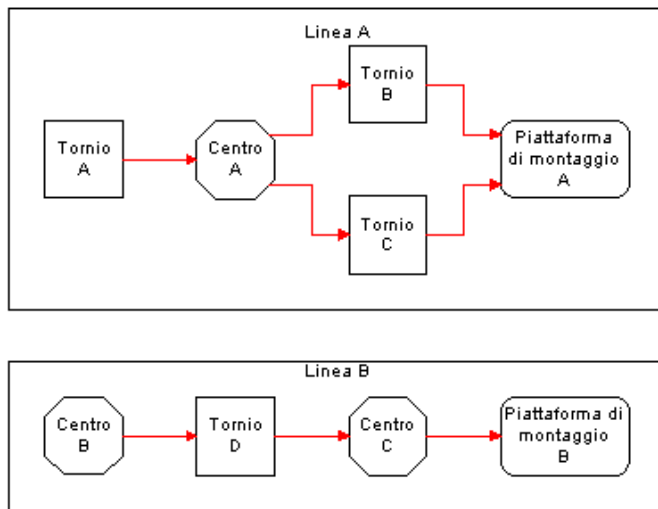 Linea A
Tornio
A
Centro
A
Tornio
B
Tornio
C
Piattaforma
di montaggio
A
Linea B
Centro
B
Tornio
D
Centro
C
Piattaforma di
montaggio
B